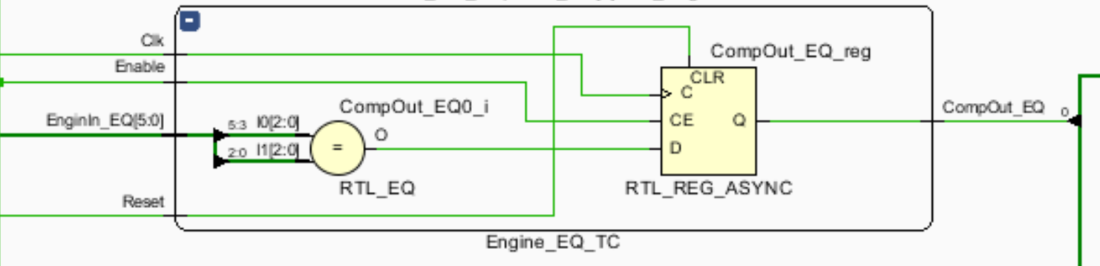 Clk
CompOut_EQ_reg
Enable
CLR
C
CompOut_EQ0_i
CompOut_EQ
0
EnginIn_EQ[5:0]
5:3 I0[2:0]
O
CE
Q
=
2:0 I1[2:0]
D
RTL_EQ
RTL_REG_ASYNC
Reset
Engine_EQ_TC